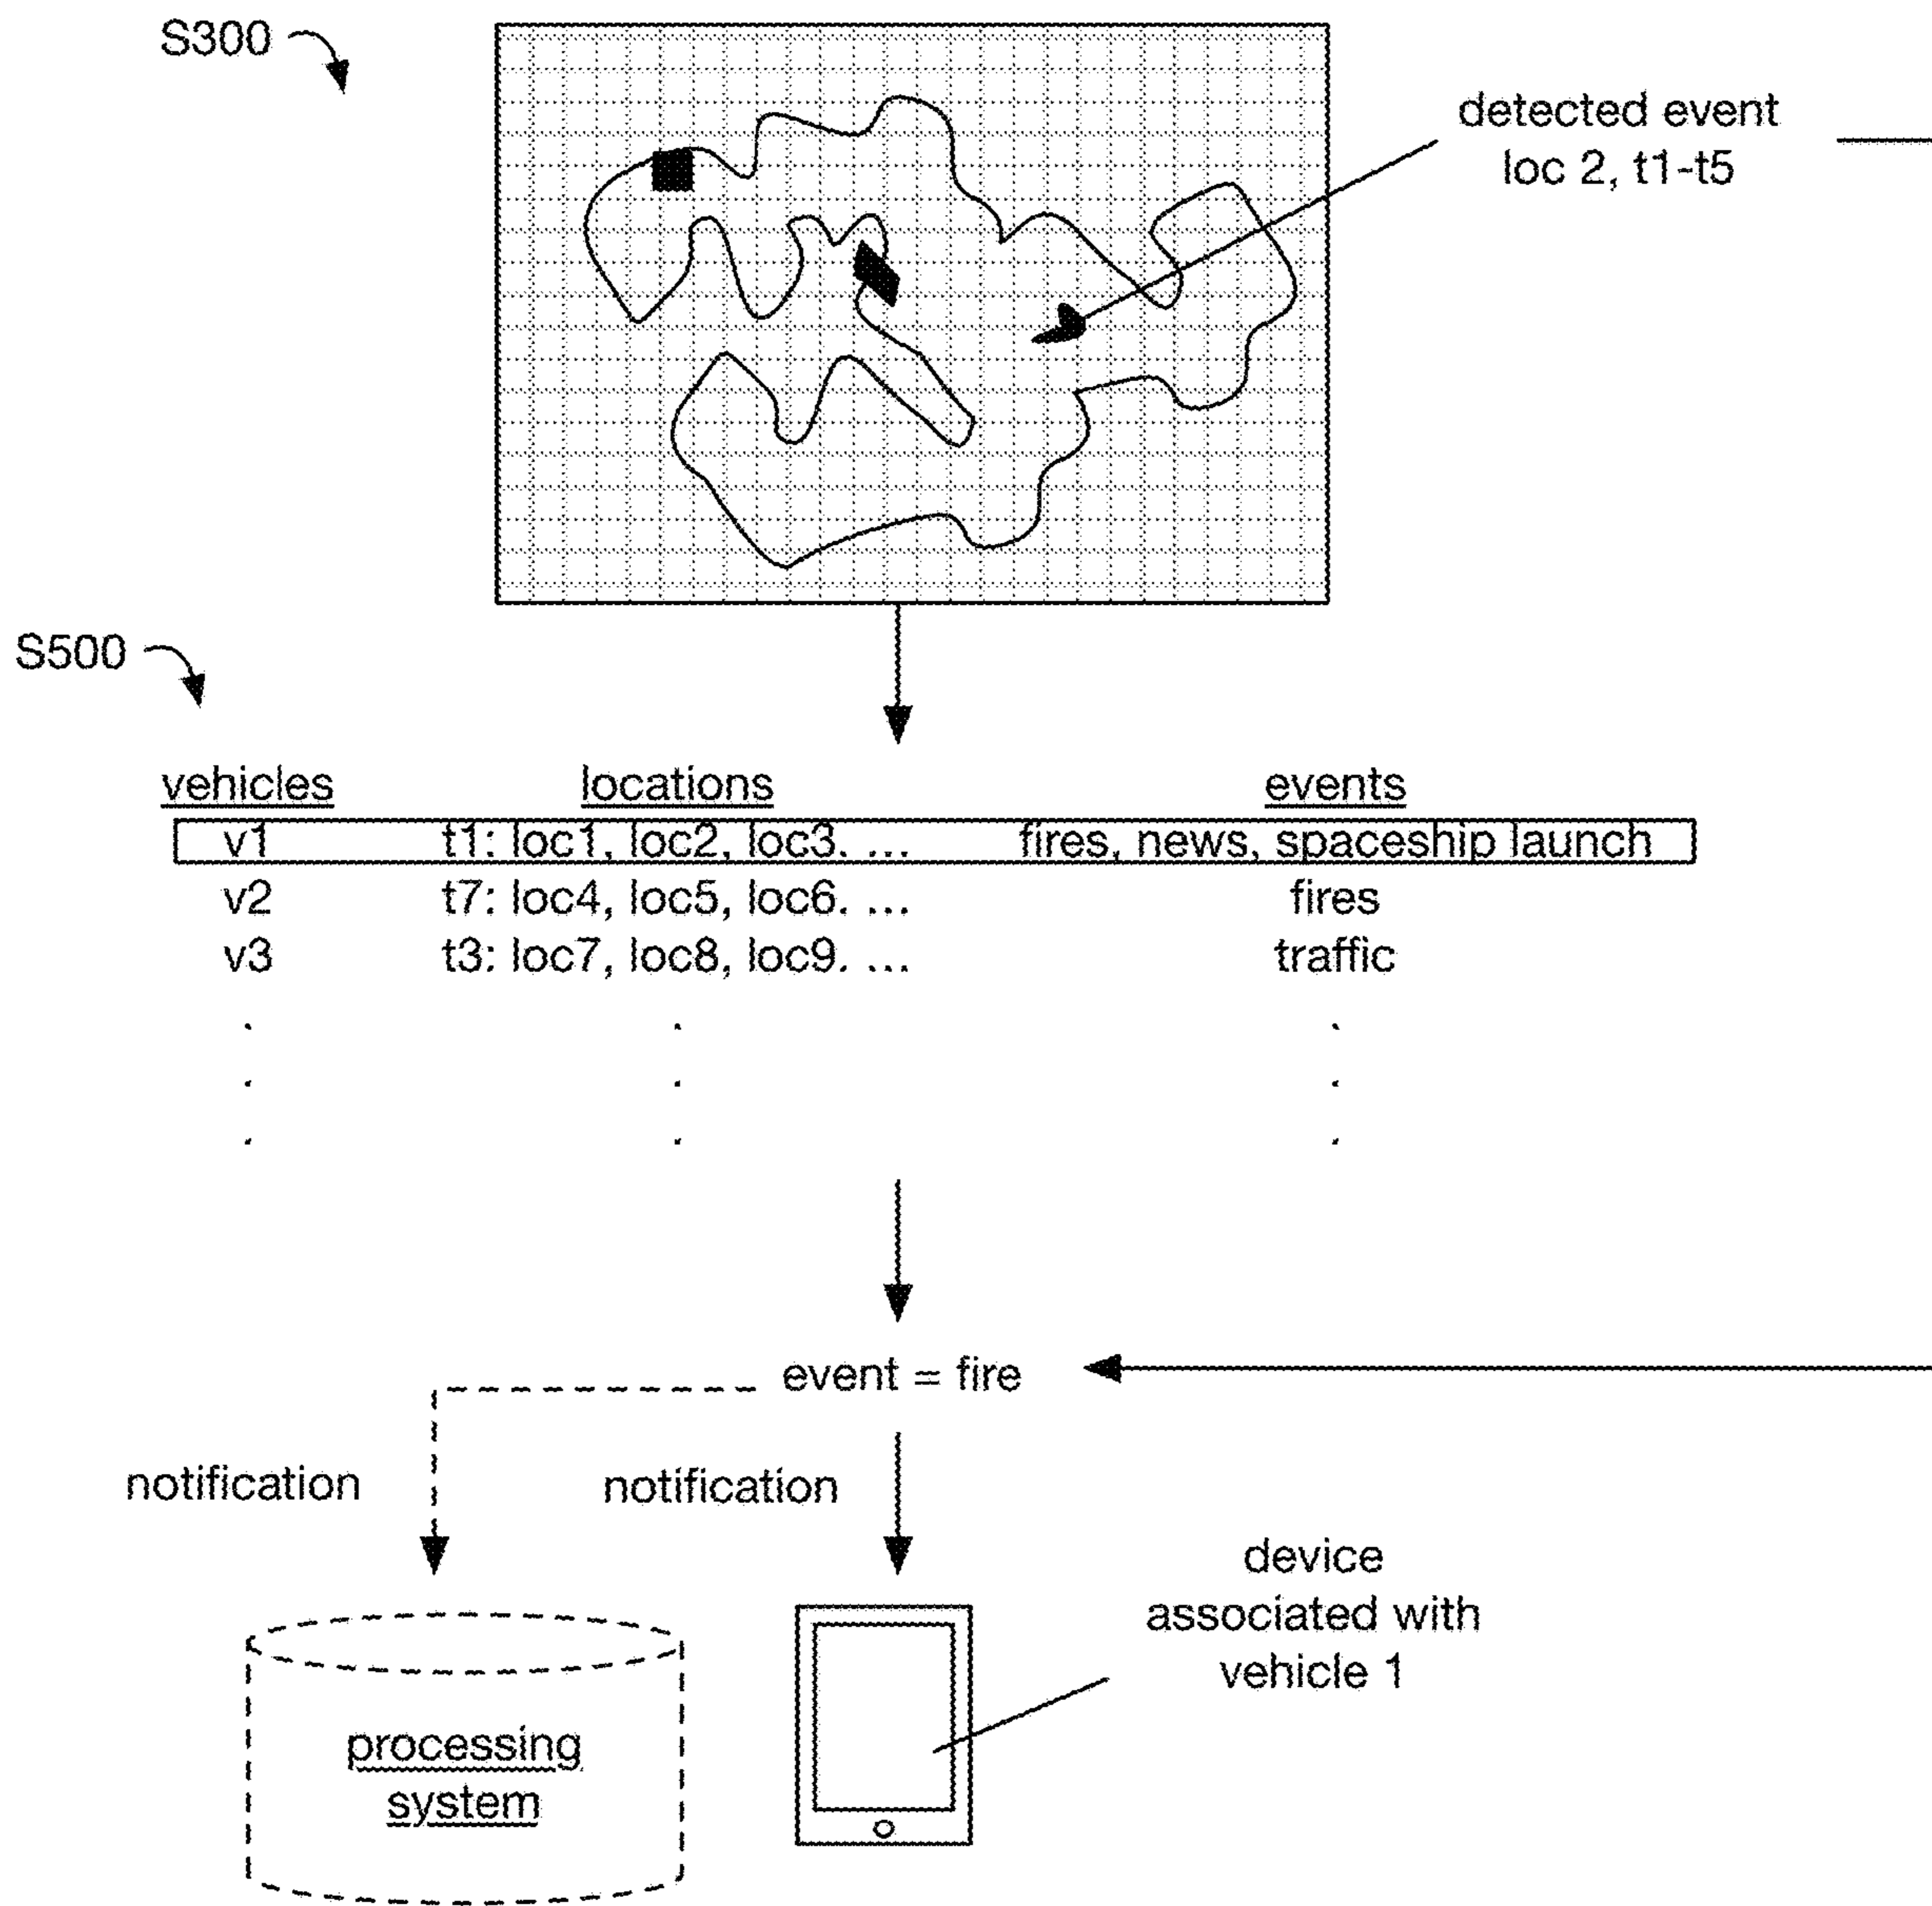 S300
detected event
loc 2, t1-t5
S500
vehicles locations events
v1 t1: loc1, loc2, loc3. ... fires, news, spaceship launch
v2 t7: loc4, loc5, loc6. ... fires
v3 t3: loc7, loc8, loc9. ... traffic
event = fire
notification notification
device
associated with
vehicle 1
processing
system